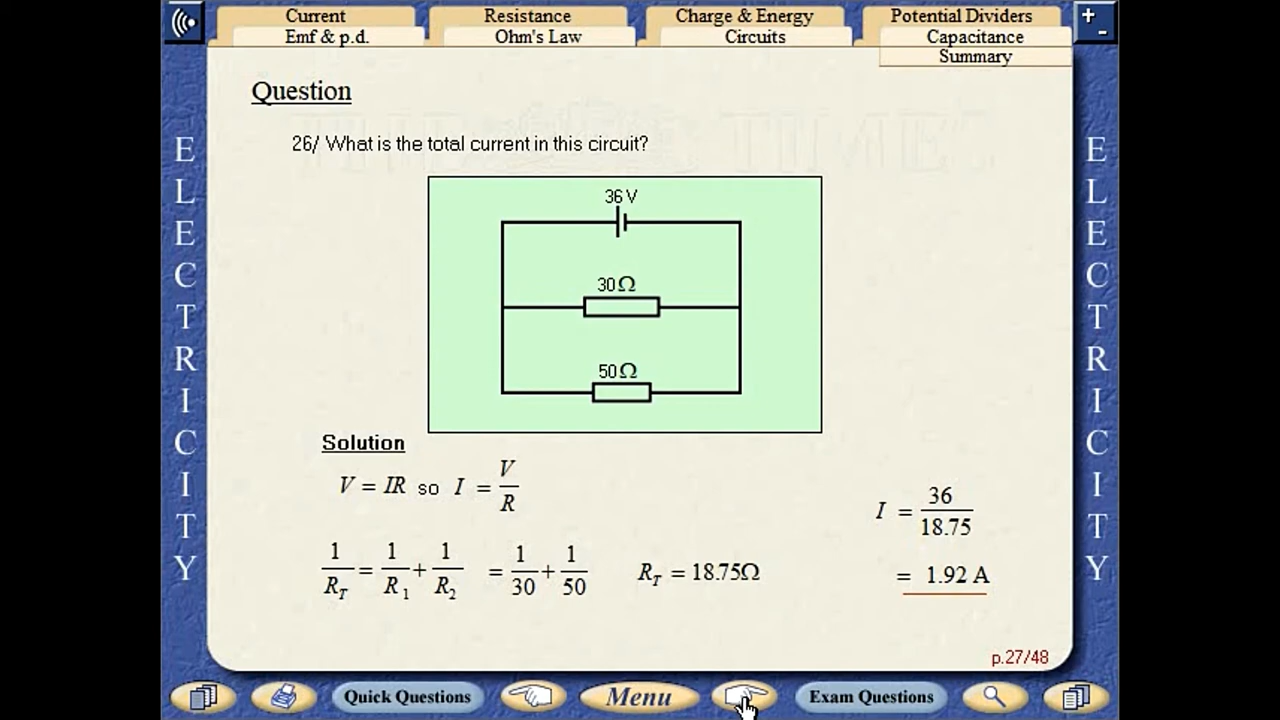 Current
Resistance
Charge & Energy
Potential Dividers
+
-
Emf & p.d.
Ohm's Law
Circuits
Capacitance
Summary
Question
26/ What is the total current in this circuit?
36 V
30Ω
50Ω
Solution
V = IR so I = V/R
1/R_T = 1/R_1 + 1/R_2 = 1/30 + 1/50 R_T = 18.75Ω
I = 36/18.75
= 1.92 A
p.27/48
ELECTRICITY
ELECTRICITY
Quick Questions
Menu
Exam Questions